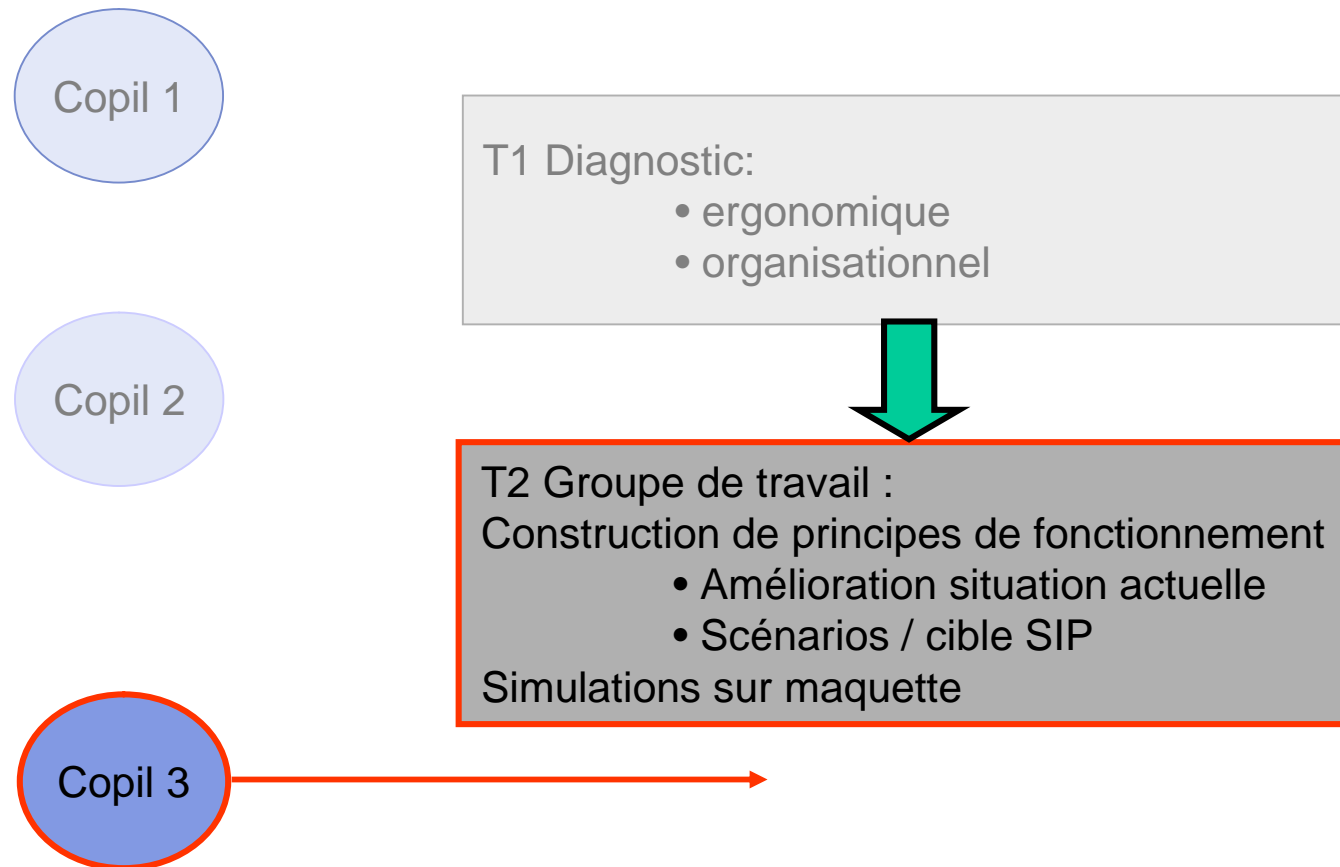 Copil 1
T1 Diagnostic:
• ergonomique
• organisationnel
Copil 2
T2 Groupe de travail :
Construction de principes de fonctionnement
• Amélioration situation actuelle
• Scénarios / cible SIP
Simulations sur maquette
Copil 3